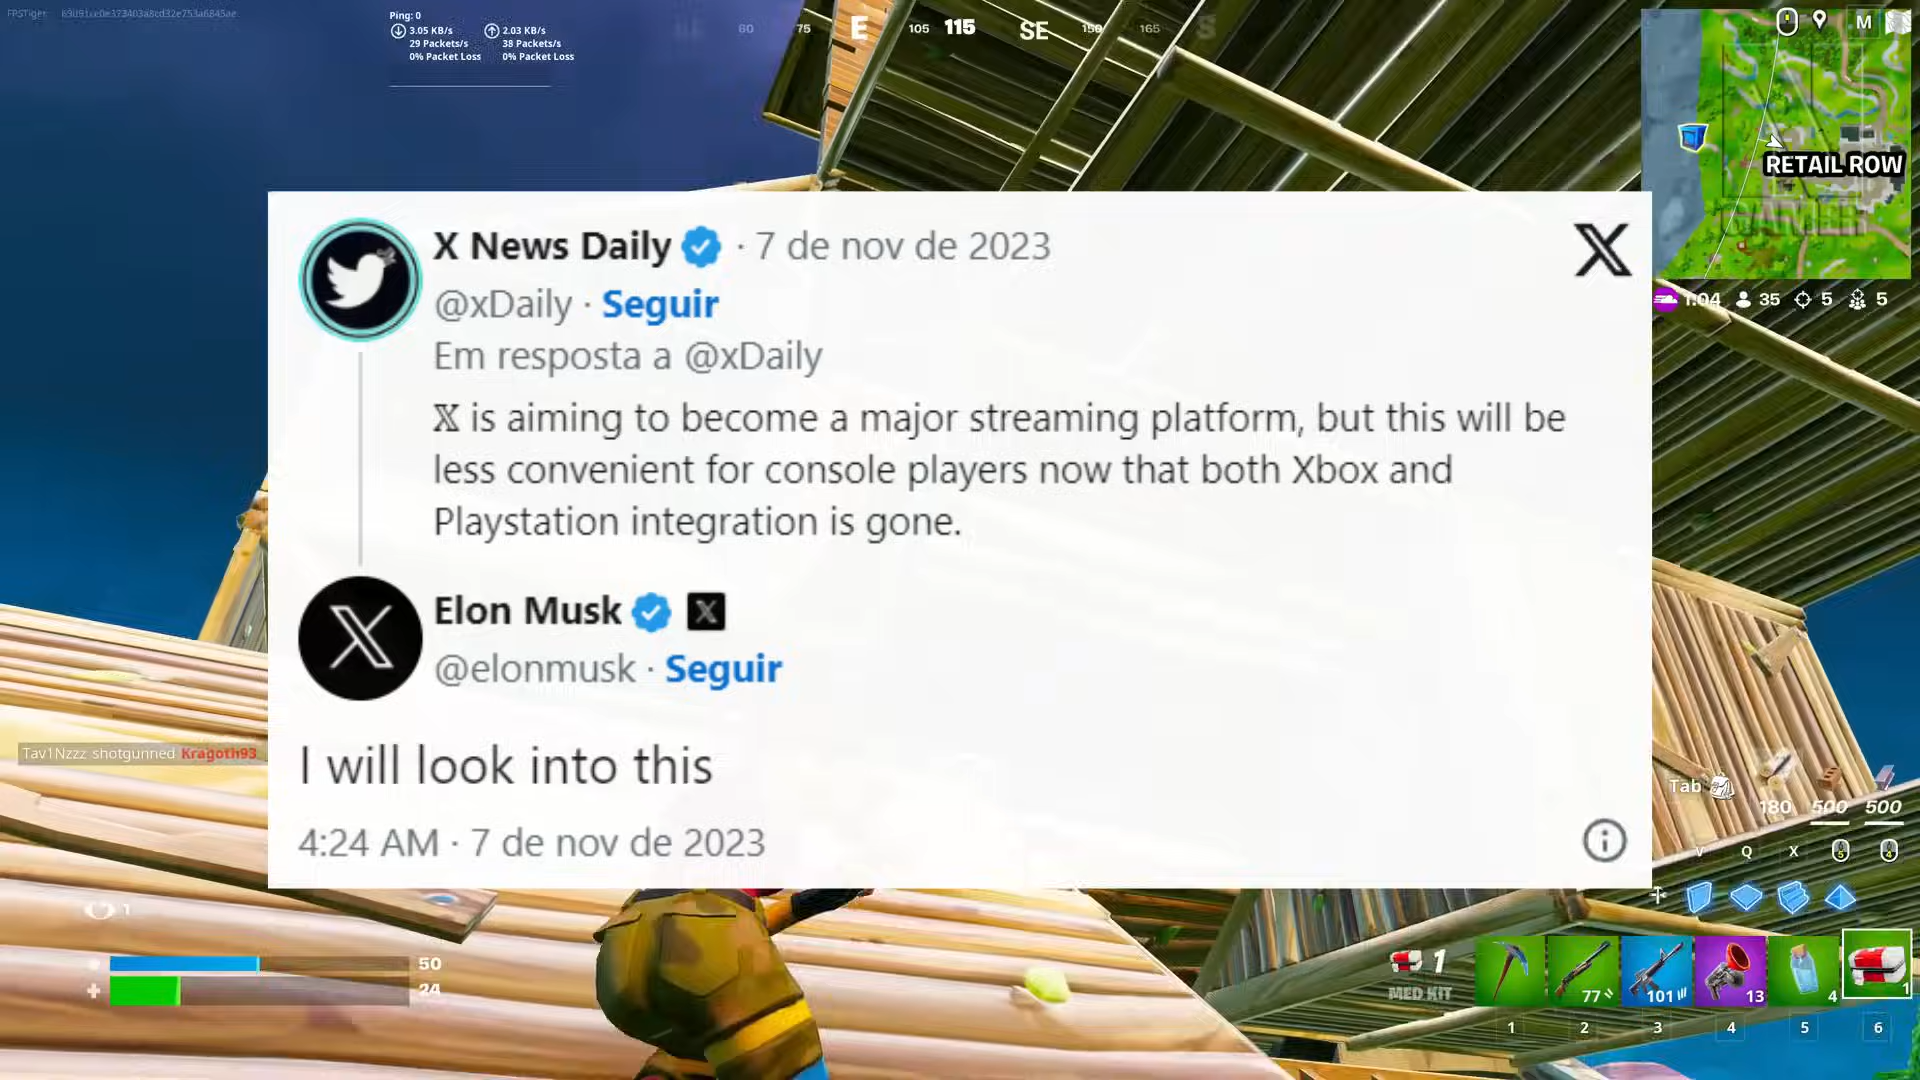 FPSTiger
Ping: 0
3.05 KB/s 2.03 KB/s
29 Packets/s 38 Packets/s
0% Packet Loss 0% Packet Loss
60 75 E 105 115 SE 150 165 S
M
RETAIL ROW
1:04 35 5 5
X News Daily · 7 de nov de 2023
@xDaily · Seguir
Em resposta a @xDaily
𝕏 is aiming to become a major streaming platform, but this will be
less convenient for console players now that both Xbox and
Playstation integration is gone.
Elon Musk
@elonmusk · Seguir
I will look into this
4:24 AM · 7 de nov de 2023
Tav1Nzzz shotgunned Kragoth93
Tab
180 500 500
V Q X 5 4
1
50
24
1
MED KIT
77 101 13 4 1
1 2 3 4 5 6